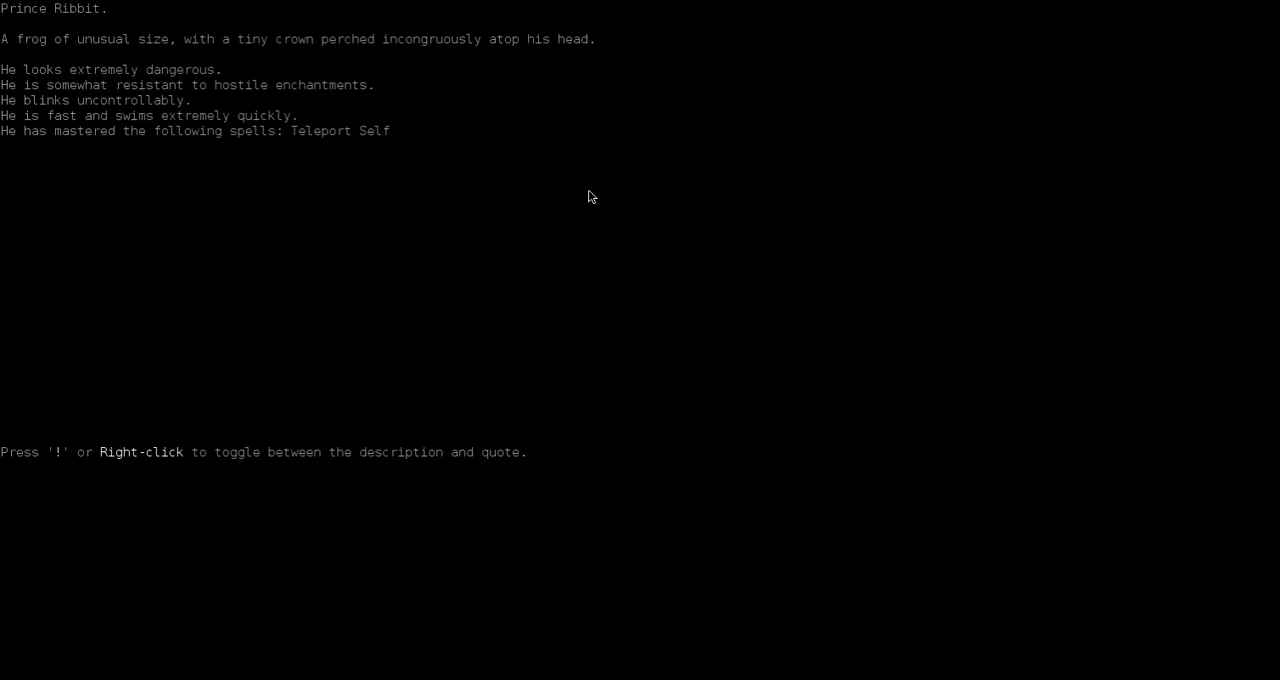 Prince Ribbit.
A frog of unusual size, with a tiny crown perched incongruously atop his head.
He looks extremely dangerous.
He is somewhat resistant to hostile enchantments.
He blinks uncontrollably.
He is fast and swims extremely quickly.
He has mastered the following spells: Teleport Self
Press '!' or Right-click to toggle between the description and quote.